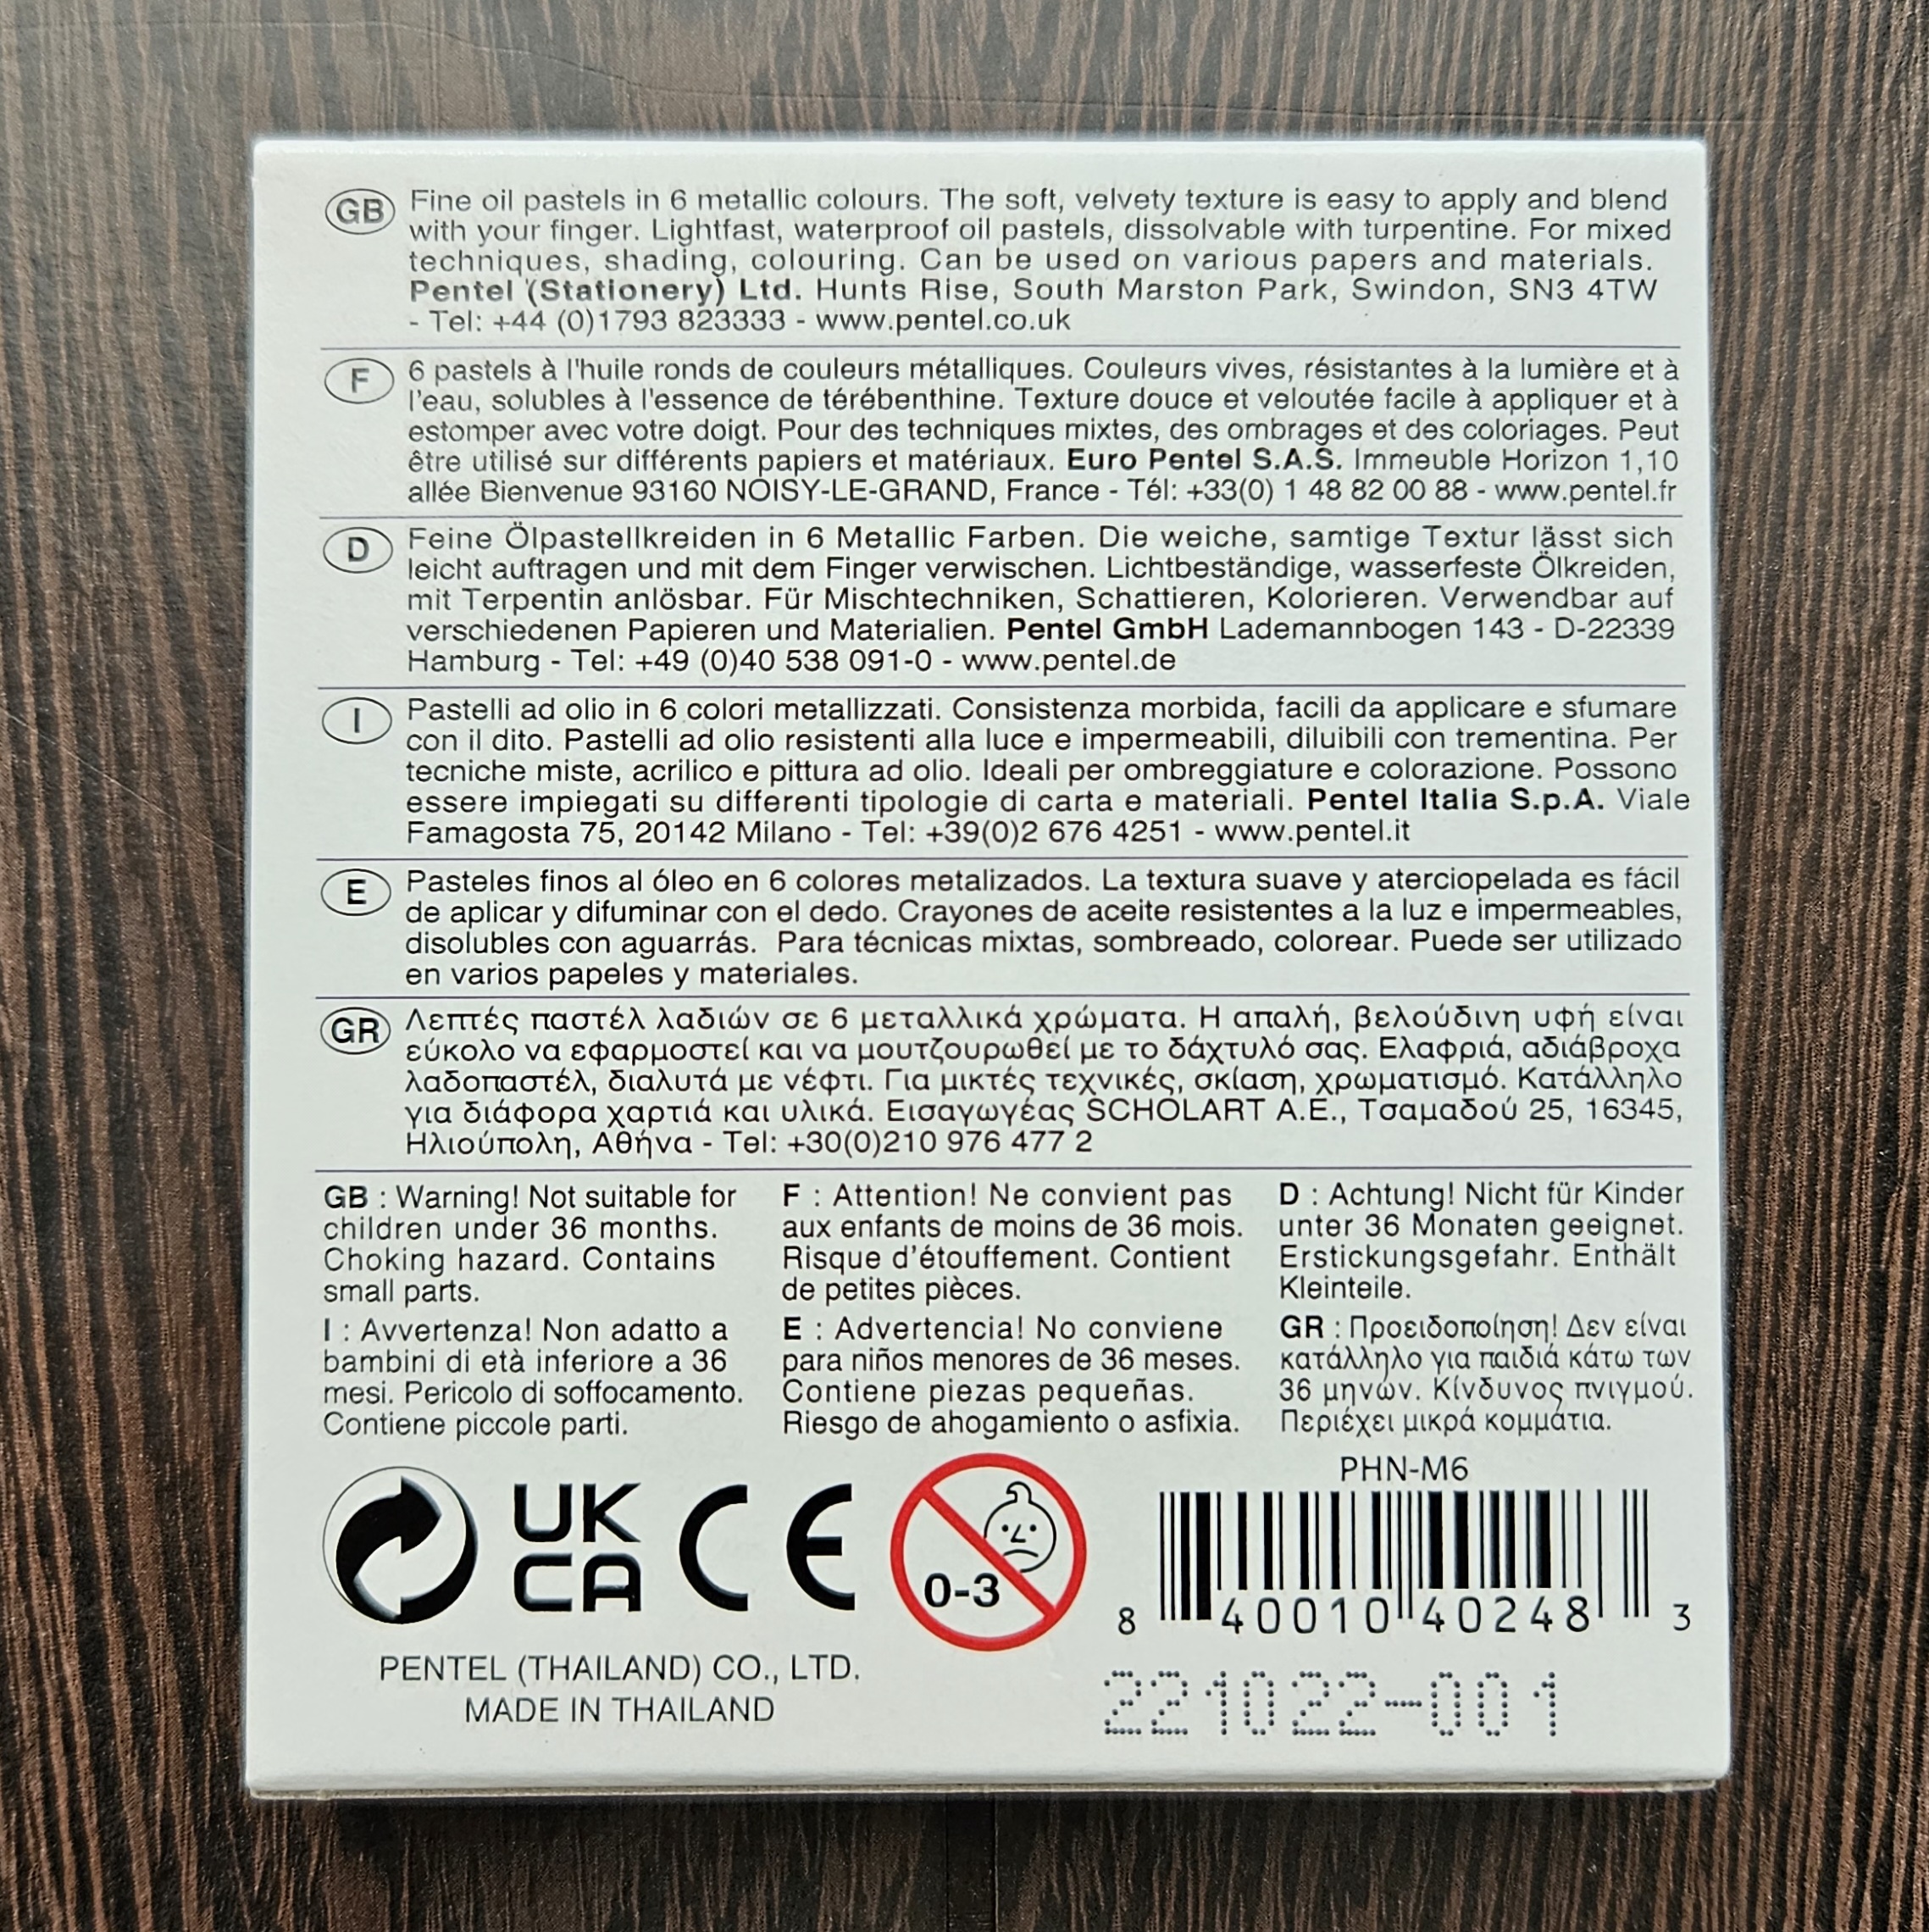 GB Fine oil pastels in 6 metallic colours. The soft, velvety texture is easy to apply and blend
with your finger. Lightfast, waterproof oil pastels, dissolvable with turpentine. For mixed
techniques, shading, colouring. Can be used on various papers and materials.
Pentel (Stationery) Ltd. Hunts Rise, South Marston Park, Swindon, SN3 4TW
- Tel: +44 (0)1793 823333 - www.pentel.co.uk
F 6 pastels à l'huile ronds de couleurs métalliques. Couleurs vives, résistantes à la lumière et à
l'eau, solubles à l'essence de térébenthine. Texture douce et veloutée facile à appliquer et à
estomper avec votre doigt. Pour des techniques mixtes, des ombrages et des coloriages. Peut
être utilisé sur différents papiers et matériaux. Euro Pentel S.A.S. Immeuble Horizon 1,10
allée Bienvenue 93160 NOISY-LE-GRAND, France - Tél: +33(0) 1 48 82 00 88 - www.pentel.fr
D Feine Ölpastellkreiden in 6 Metallic Farben. Die weiche, samtige Textur lässt sich
leicht auftragen und mit dem Finger verwischen. Lichtbeständige, wasserfeste Ölkreiden,
mit Terpentin anlösbar. Für Mischtechniken, Schattieren, Kolorieren. Verwendbar auf
verschiedenen Papieren und Materialien. Pentel GmbH Lademannbogen 143 - D-22339
Hamburg - Tel: +49 (0)40 538 091-0 - www.pentel.de
I Pastelli ad olio in 6 colori metallizzati. Consistenza morbida, facili da applicare e sfumare
con il dito. Pastelli ad olio resistenti alla luce e impermeabili, diluibili con trementina. Per
tecniche miste, acrilico e pittura ad olio. Ideali per ombreggiature e colorazione. Possono
essere impiegati su differenti tipologie di carta e materiali. Pentel Italia S.p.A. Viale
Famagosta 75, 20142 Milano - Tel: +39(0)2 676 4251 - www.pentel.it
E Pasteles finos al óleo en 6 colores metalizados. La textura suave y aterciopelada es fácil
de aplicar y difuminar con el dedo. Crayones de aceite resistentes a la luz e impermeables,
disolubles con aguarrás. Para técnicas mixtas, sombreado, colorear. Puede ser utilizado
en varios papeles y materiales.
GR Λεπτές παστέλ λαδιών σε 6 μεταλλικά χρώματα. Η απαλή, βελούδινη υφή είναι
εύκολο να εφαρμοστεί και να μουτζουρωθεί με το δάχτυλό σας. Ελαφριά, αδιάβροχα
λαδοπαστέλ, διαλυτά με νέφτι. Για μικτές τεχνικές, σκίαση, χρωματισμό. Κατάλληλο
για διάφορα χαρτιά και υλικά. Εισαγωγέας SCHOLART A.E., Τσαμαδού 25, 16345,
Ηλιούπολη, Αθήνα - Tel: +30(0)210 976 477 2
GB : Warning! Not suitable for
children under 36 months.
Choking hazard. Contains
small parts.
F : Attention! Ne convient pas
aux enfants de moins de 36 mois.
Risque d'étouffement. Contient
de petites pièces.
D : Achtung! Nicht für Kinder
unter 36 Monaten geeignet.
Erstickungsgefahr. Enthält
Kleinteile.
I : Avvertenza! Non adatto a
bambini di età inferiore a 36
mesi. Pericolo di soffocamento.
Contiene piccole parti.
E : Advertencia! No conviene
para niños menores de 36 meses.
Contiene piezas pequeñas.
Riesgo de ahogamiento o asfixia.
GR : Προειδοποίηση! Δεν είναι
κατάλληλο για παιδιά κάτω των
36 μηνών. Κίνδυνος πνιγμού.
Περιέχει μικρά κομμάτια.
UK
CA
CE
0-3
PHN-M6
8 40010 40248 3
PENTEL (THAILAND) CO., LTD.
MADE IN THAILAND
221022-001